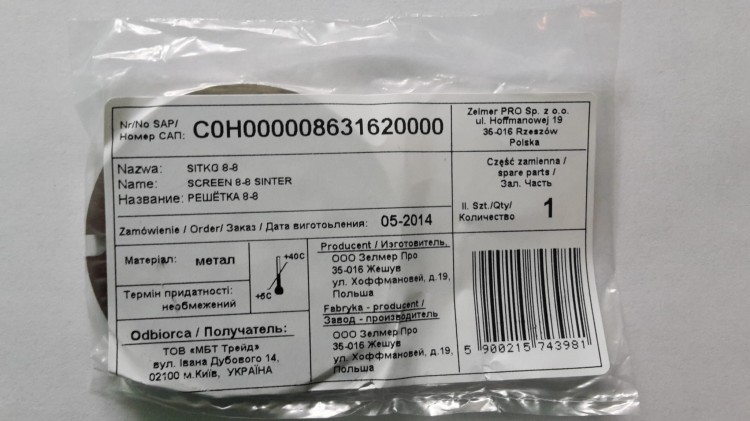 Nr/No SAP/
Номер САП: C0H000008631620000
Zelmer PRO Sp. z o.o.
ul. Hoffmanowej 19
36-016 Rzeszów
Polska
Nazwa: SITKO 8-8
Name: SCREEN 8-8 SINTER
Название: РЕШЁТКА 8-8
Część zamienna /
spare parts /
Зап. Часть
Zamówienie / Order/ Заказ / Дата виготовления: 05-2014
Il. Szt./Qty/
Количество 1
Матеріал: метал
Термін придатності:
необмежений
+40C
+5C
Producent / Изготовитель,
ООО Зелмер Про
35-016 Жешув
ул. Хоффмановей, д.19,
Польша
Fabryka - producent /
Завод - производитель
ООО Зелмер Про
35-016 Жешув
ул. Хоффмановей, д.19,
Польша
Odbiorca / Получатель:
ТОВ «МБТ Трейд»
вул. Івана Дубового 14,
02100 м.Київ, УКРАЇНА
5 900215 743981